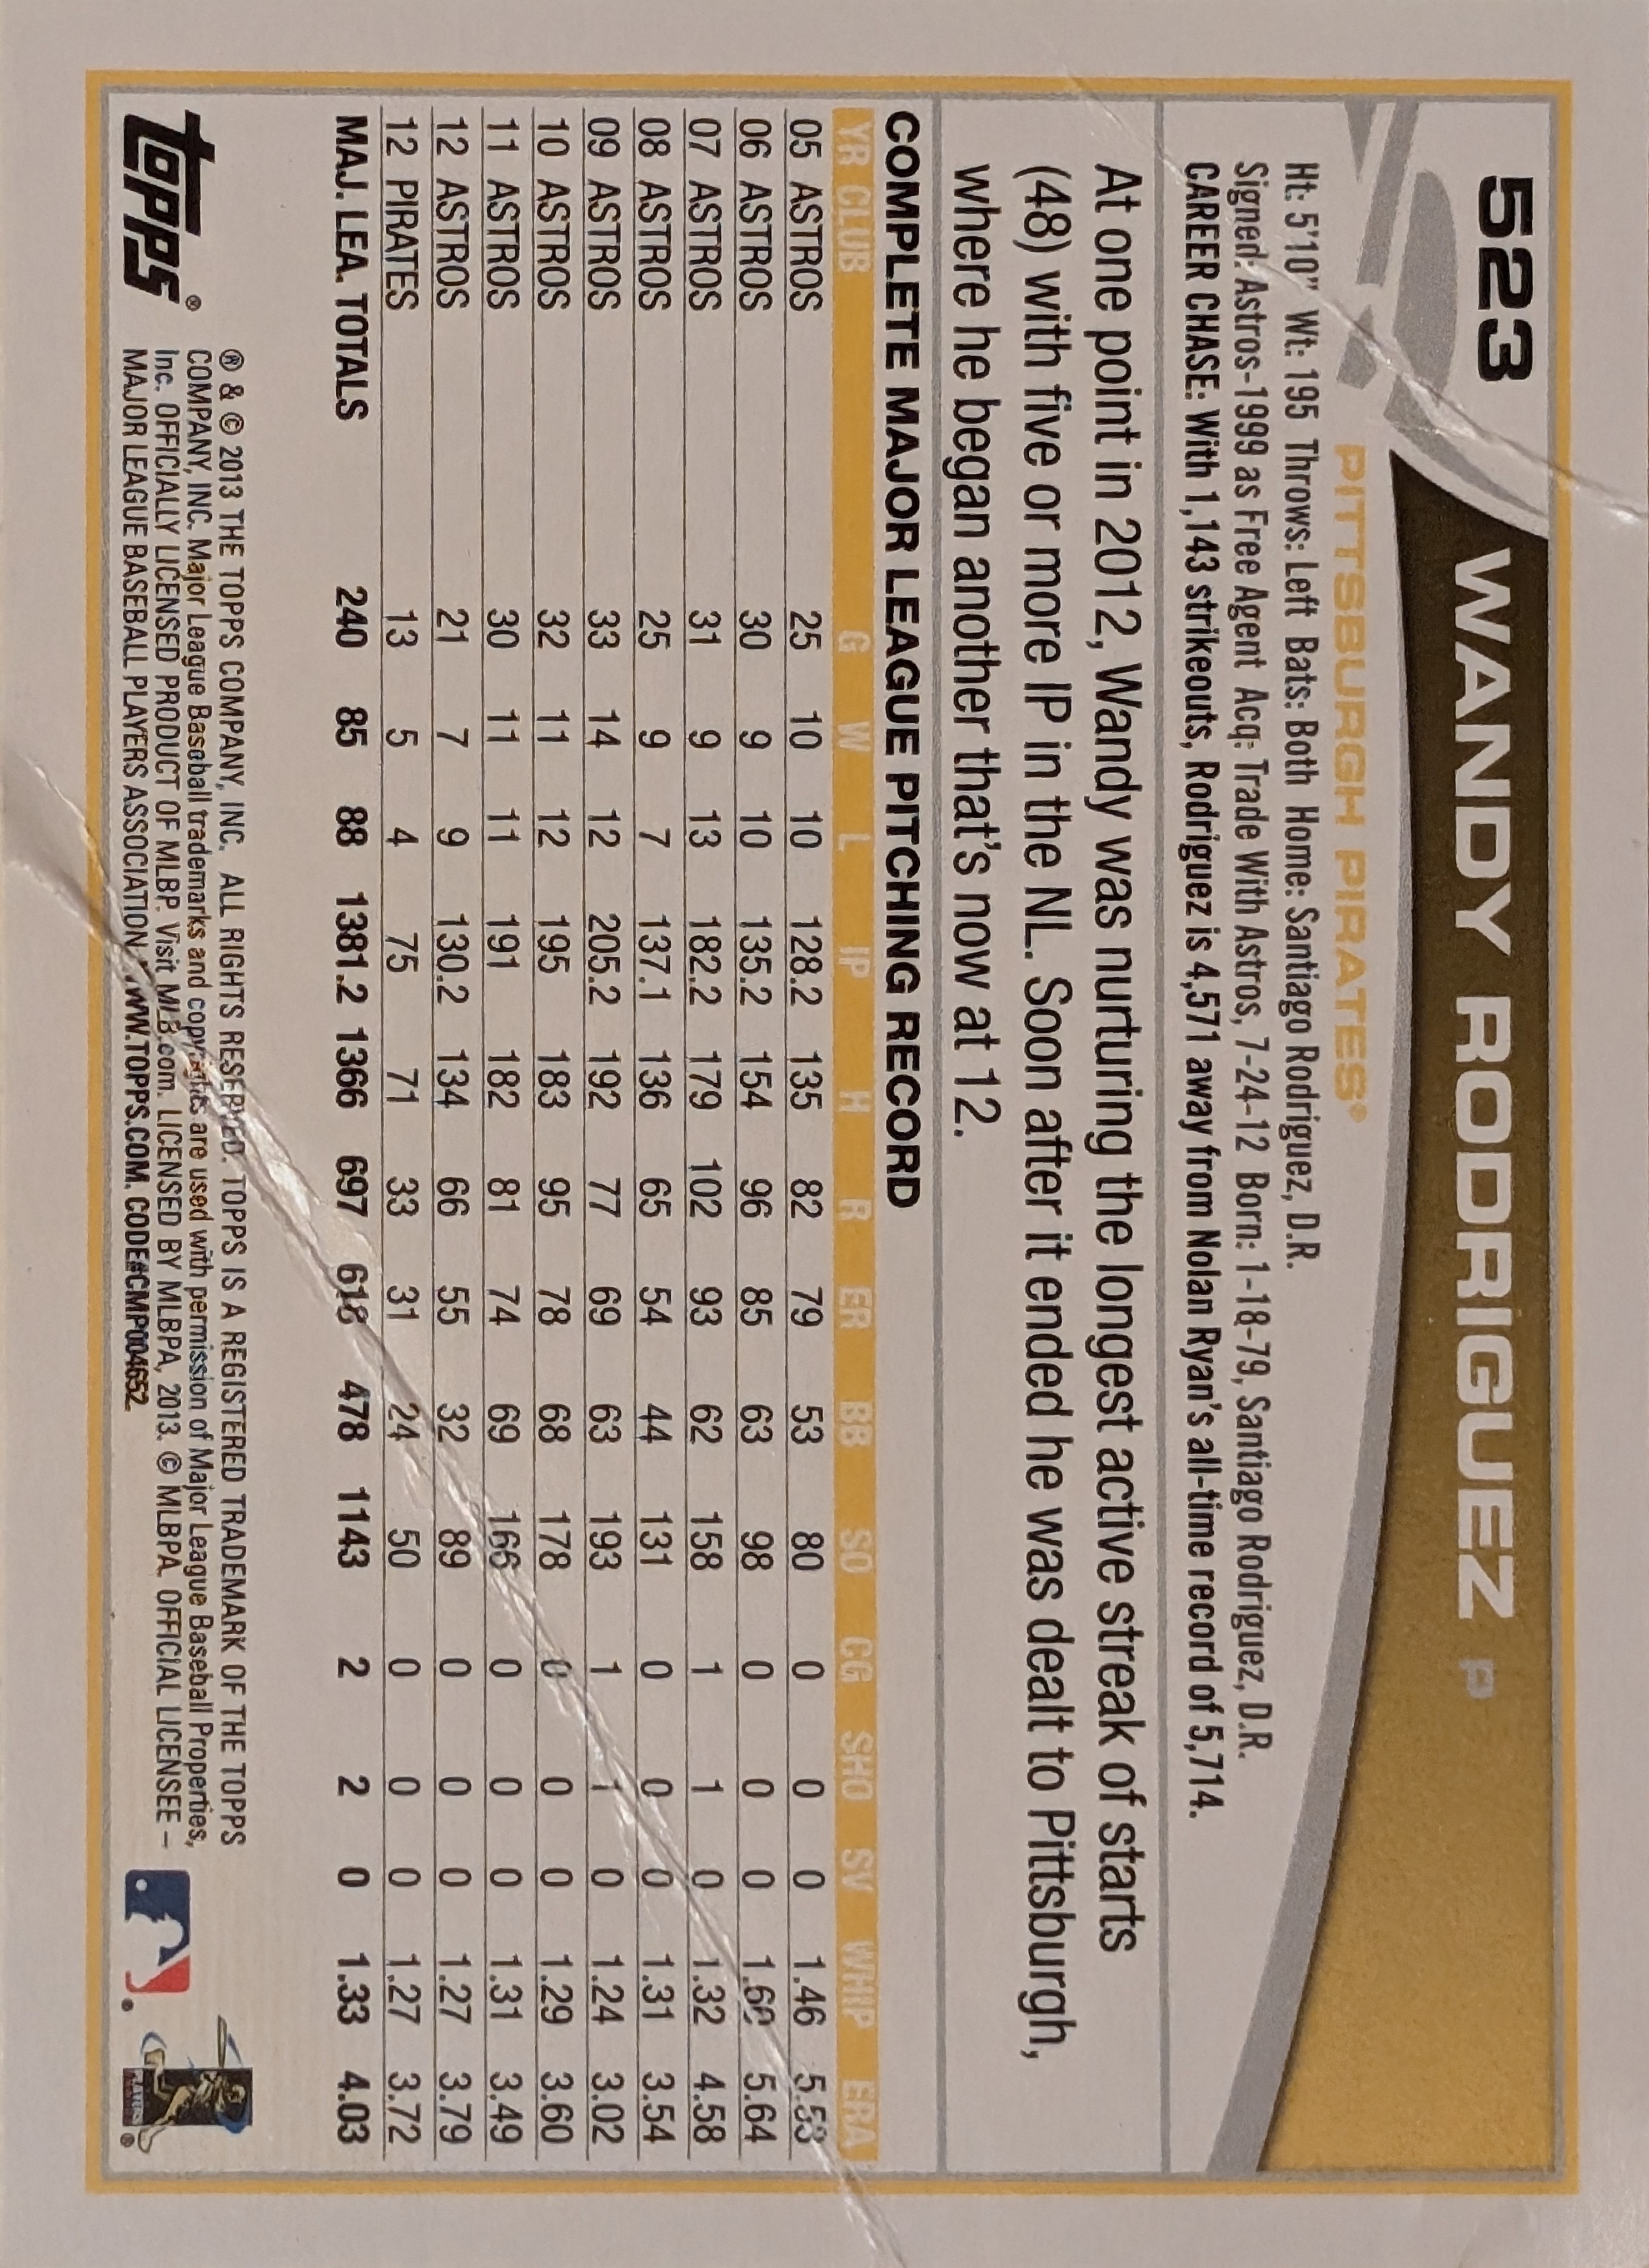 523 WANDY RODRIGUEZ P
PITTSBURGH PIRATES®
Ht: 5'10" Wt: 195 Throws: Left Bats: Both Home: Santiago Rodriguez, D.R.
Signed: Astros-1999 as Free Agent Acq: Trade With Astros, 7-24-12 Born: 1-18-79, Santiago Rodriguez, D.R.
CAREER CHASE: With 1,143 strikeouts, Rodriguez is 4,571 away from Nolan Ryan's all-time record of 5,714.
At one point in 2012, Wandy was nurturing the longest active streak of starts
(48) with five or more IP in the NL. Soon after it ended he was dealt to Pittsburgh,
where he began another that's now at 12.
COMPLETE MAJOR LEAGUE PITCHING RECORD
YR CLUB G W L IP H R ER BB SO CG SHO SV WHIP ERA
05 ASTROS 25 10 10 128.2 135 82 79 53 80 0 0 0 1.46 5.53
06 ASTROS 30 9 10 135.2 154 96 85 63 98 0 0 0 1.60 5.64
07 ASTROS 31 9 13 182.2 179 102 93 62 158 1 1 0 1.32 4.58
08 ASTROS 25 9 7 137.1 136 65 54 44 131 0 0 0 1.31 3.54
09 ASTROS 33 14 12 205.2 192 77 69 63 193 1 1 0 1.24 3.02
10 ASTROS 32 11 12 195 183 95 78 68 178 0 0 0 1.29 3.60
11 ASTROS 30 11 11 191 182 81 74 69 166 0 0 0 1.31 3.49
12 ASTROS 21 7 9 130.2 134 66 55 32 89 0 0 0 1.27 3.79
12 PIRATES 13 5 4 75 71 33 31 24 50 0 0 0 1.27 3.72
MAJ. LEA. TOTALS 240 85 88 1381.2 1366 697 618 478 1143 2 2 0 1.33 4.03
topps®
® & © 2013 THE TOPPS COMPANY, INC. ALL RIGHTS RESERVED. TOPPS IS A REGISTERED TRADEMARK OF THE TOPPS
COMPANY, INC. Major League Baseball trademarks and copyrights are used with permission of Major League Baseball Properties,
Inc. OFFICIALLY LICENSED PRODUCT OF MLBP. Visit MLB.com. LICENSED BY MLBPA, 2013. © MLBPA, OFFICIAL LICENSEE –
MAJOR LEAGUE BASEBALL PLAYERS ASSOCIATION. WWW.TOPPS.COM. CODE#CMP004652